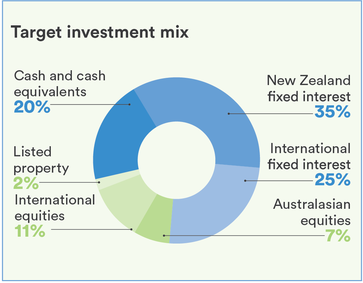 Target investment mix
Cash and cash
equivalents
20%
New Zealand
fixed interest
35%
International
fixed interest
25%
Listed
property
2%
International
equities
11%
Australasian
equities
7%